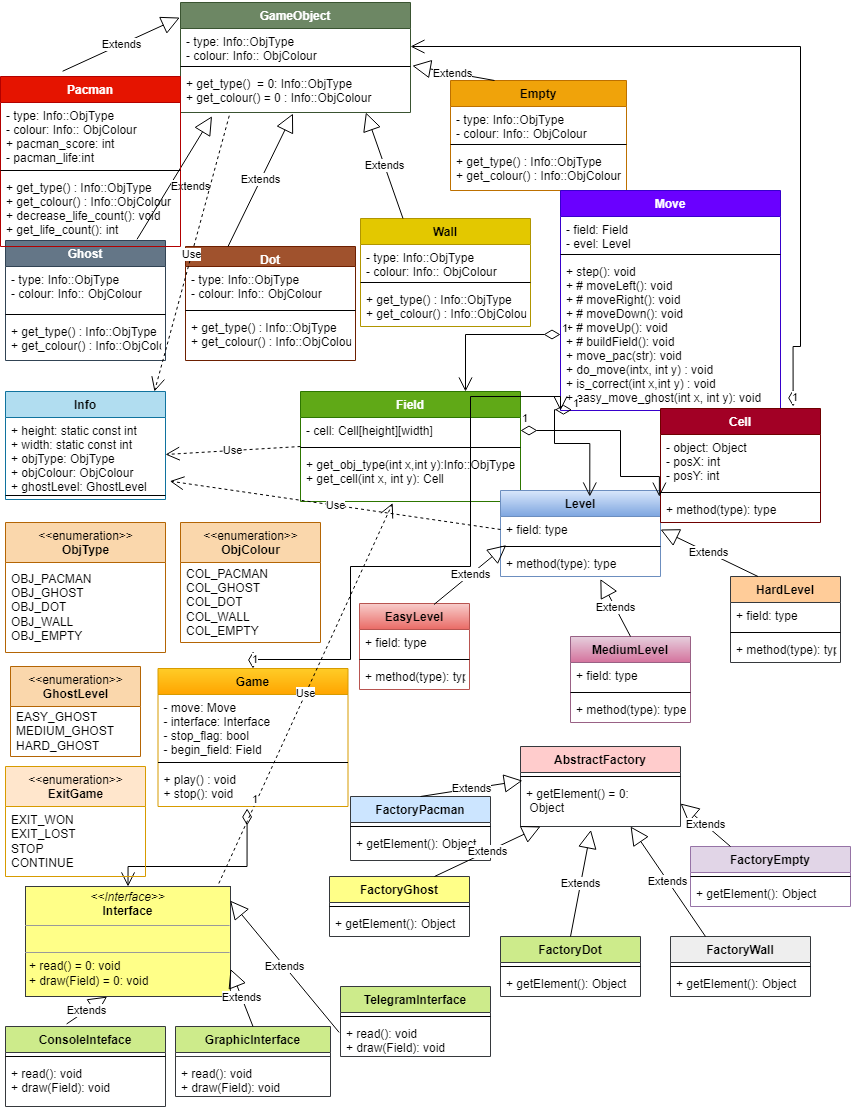 GameObject
- type: Info::ObjType
- colour: Info:: ObjColour
+ get_type()  = 0: Info::ObjType
+ get_colour() = 0 : Info::ObjColour
Extends
Extends
Pacman
- type: Info::ObjType
- colour: Info:: ObjColour
+ pacman_score: int
- pacman_life:int
+ get_type() : Info::ObjType
+ get_colour() : Info::ObjColour
+ decrease_life_count(): void
+ get_life_count(): int
Empty
- type: Info::ObjType
- colour: Info:: ObjColour
+ get_type() : Info::ObjType
+ get_colour() : Info::ObjColour
Extends
Extends
Extends
Use
Ghost
- type: Info::ObjType
- colour: Info:: ObjColour
+ get_type() : Info::ObjType
+ get_colour() : Info::ObjColo
Dot
- type: Info::ObjType
- colour: Info:: ObjColour
+ get_type() : Info::ObjType
+ get_colour() : Info::ObjColou
Wall
- type: Info::ObjType
- colour: Info:: ObjColour
+ get_type() : Info::ObjType
+ get_colour() : Info::ObjColou
Move
- field: Field
- evel: Level
+ step(): void
+ # moveLeft(): void
+ # moveRight(): void
+ # moveDown(): void
1
+ # moveUp(): void
+ # buildField(): void
+ move_pac(str): void
+ do_move(intx, int y) : void
+ is_correct(int x,int y) : void
+ easy_move_ghost(int x, int y): void
1
1
Info
+ height: static const int
+ width: static const int
+ objType: ObjType
+ objColour: ObjColour
+ ghostLevel: GhostLevel
Field
- cell: Cell[height][width]
+ get_obj_type(int x,int y):Info::ObjType
+ get_cell(int x, int y): Cell
1
Use
Use
Cell
- object: Object
- posX: int
- posY: int
+ method(type): type
Level
+ field: type
+ method(type): type
Extends
Extends
Extends
<<enumeration>>
ObjType
OBJ_PACMAN
OBJ_GHOST
OBJ_DOT
OBJ_WALL
OBJ_EMPTY
<<enumeration>>
ObjColour
COL_PACMAN
COL_GHOST
COL_DOT
COL_WALL
COL_EMPTY
EasyLevel
+ field: type
+ method(type): typ
MediumLevel
+ field: type
+ method(type): type
HardLevel
+ field: type
+ method(type): typ
<<enumeration>>
GhostLevel
EASY_GHOST
MEDIUM_GHOST
HARD_GHOST
1
Game
- move: Move
- interface: Interface
- stop_flag: bool
- begin_field: Field
+ play() : void
+ stop(): void
1
Use
<<enumeration>>
ExitGame
EXIT_WON
EXIT_LOST
STOP
CONTINUE
AbstractFactory
+ getElement() = 0:
Object
Extends
Extends
Extends
Extends
Extends
FactoryPacman
+ getElement(): Object
FactoryGhost
+ getElement(): Object
FactoryEmpty
+ getElement(): Object
FactoryDot
+ getElement(): Object
FactoryWall
+ getElement(): Object
<<Interface>>
Interface
+ read() = 0: void
+ draw(Field) = 0: void
Extends
Extends
Extends
ConsoleInteface
+ read(): void
+ draw(Field): void
GraphicInterface
+ read(): void
+ draw(Field): void
TelegramInterface
+ read(): void
+ draw(Field): void